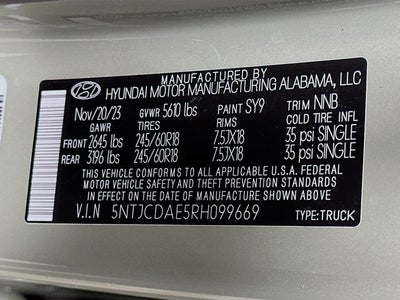 MANUFACTURED BY
HYUNDAI MOTOR MANUFACTURING ALABAMA, LLC
Nov/20/23 GVWR 5610 lbs PAINT SY9 TRIM NNB
GAWR TIRES RIMS COLD TIRE INFL
FRONT 2645 lbs 245/60R18 7.5JX18 35 psi SINGLE
REAR 3196 lbs 245/60R18 7.5JX18 35 psi SINGLE
THIS VEHICLE CONFORMS TO ALL APPLICABLE U.S.A. FEDERAL
MOTOR VEHICLE SAFETY AND THEFT PREVENTION STANDARDS
IN EFFECT ON THE DATE OF MANUFACTURE SHOWN ABOVE.
V.I.N 5NTJCDAE5RH099669 TYPE:TRUCK